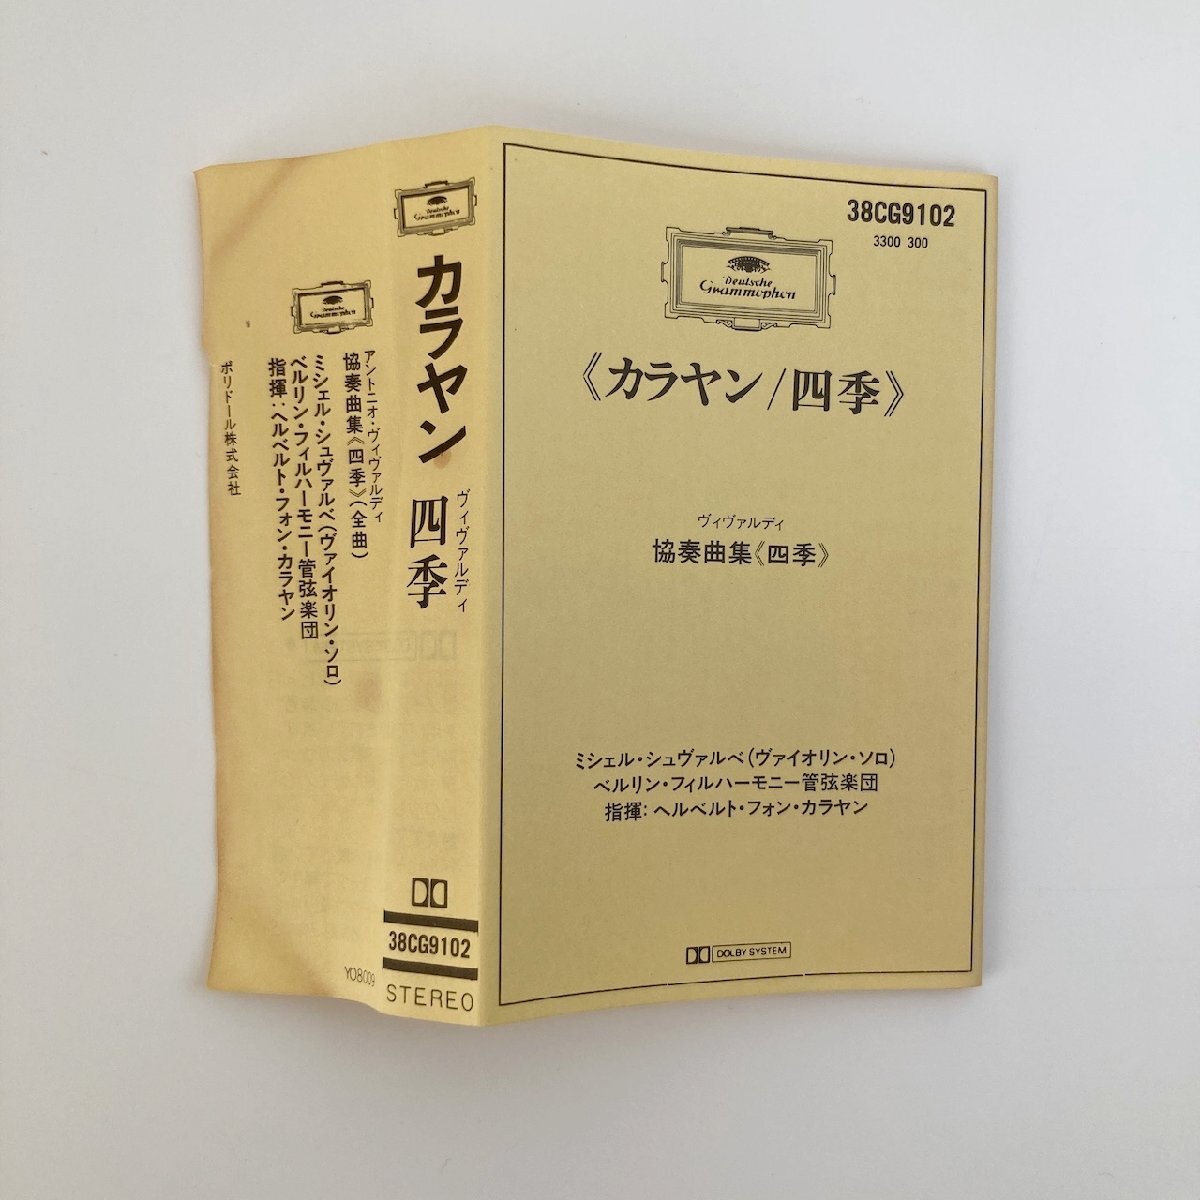 38CG9102
3300 300
Deutsche
Grammophon
《カラヤン/四季》
ヴィヴァルディ
協奏曲集《四季》
ミシェル・シュヴァルベ(ヴァイオリン・ソロ)
ベルリン・フィルハーモニー管弦楽団
指揮:ヘルベルト・フォン・カラヤン
DOLBY SYSTEM
Deutsche
Grammophon
カラヤン 四季
ヴィヴァルディ
38CG9102
STEREO
Deutsche
Grammophon
アントニオ・ヴィヴァルディ
協奏曲集《四季》(全曲)
ミシェル・シュヴァルベ(ヴァイオリン・ソロ)
ベルリン・フィルハーモニー管弦楽団
指揮:ヘルベルト・フォン・カラヤン
ポリドール株式会社
Y08009